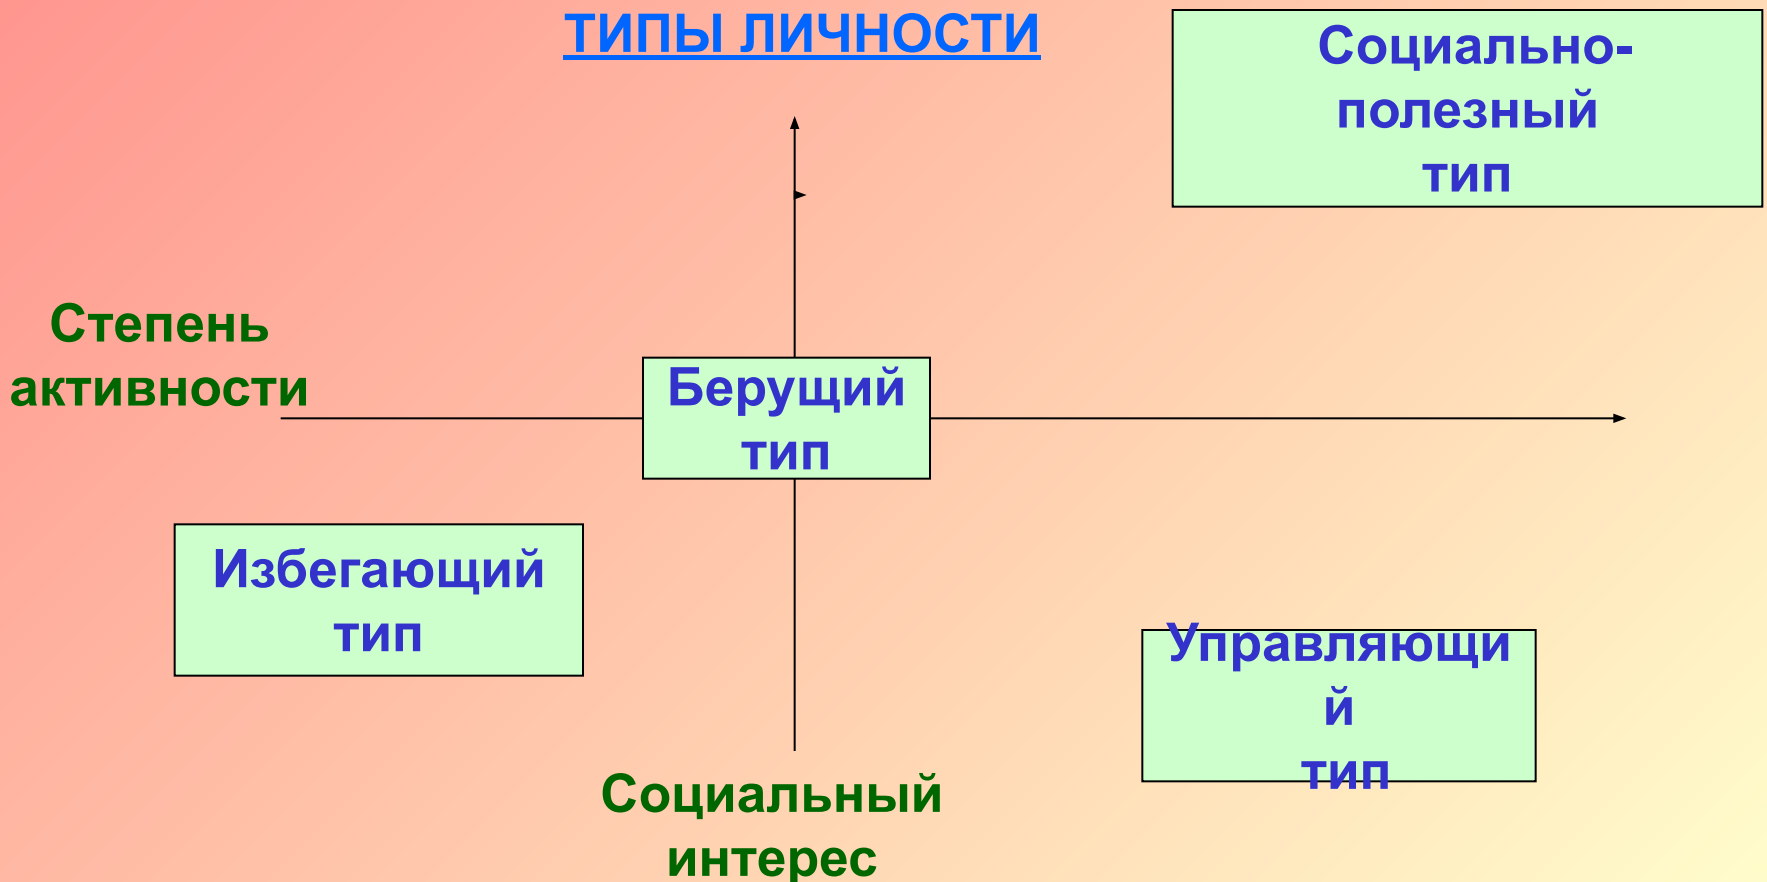 ТИПЫ ЛИЧНОСТИ
Социально-
полезный
тип
Степень
активности
Берущий
тип
Избегающий
тип
Управляющи
й
тип
Социальный
интерес